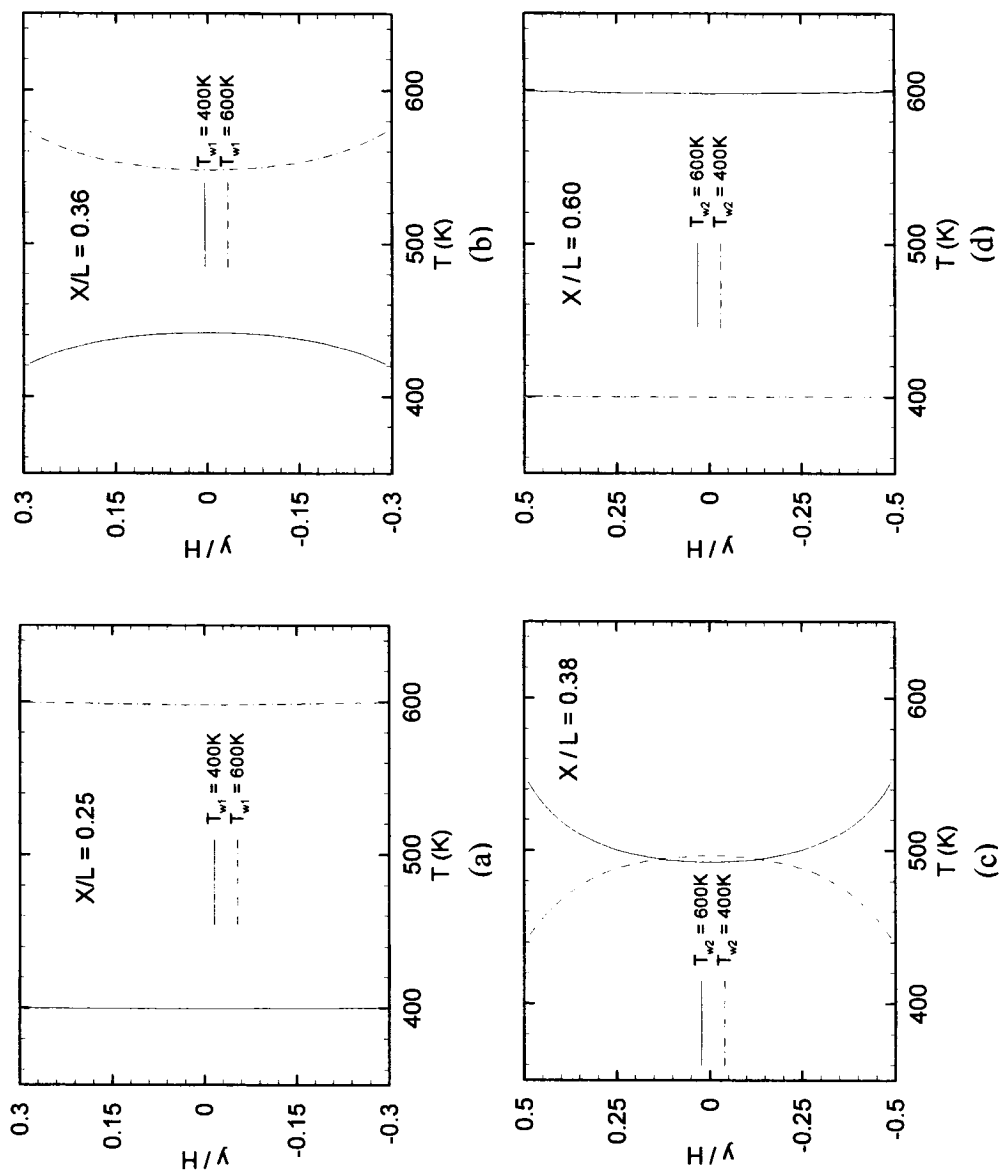 (a)
X/L = 0.25
T_w1 = 400K
T_w1 = 600K
y / H
0.3
0.15
0
-0.15
-0.3
400
500
600
T (K)
(b)
X/L = 0.36
T_w1 = 400K
T_w1 = 600K
y / H
0.3
0.15
0
-0.15
-0.3
400
500
600
T (K)
(c)
X / L = 0.38
T_w2 = 600K
T_w2 = 400K
y / H
0.5
0.25
0
-0.25
-0.5
400
500
600
T (K)
(d)
X / L = 0.60
T_w2 = 600K
T_w2 = 400K
y / H
0.5
0.25
0
-0.25
-0.5
400
500
600
T (K)